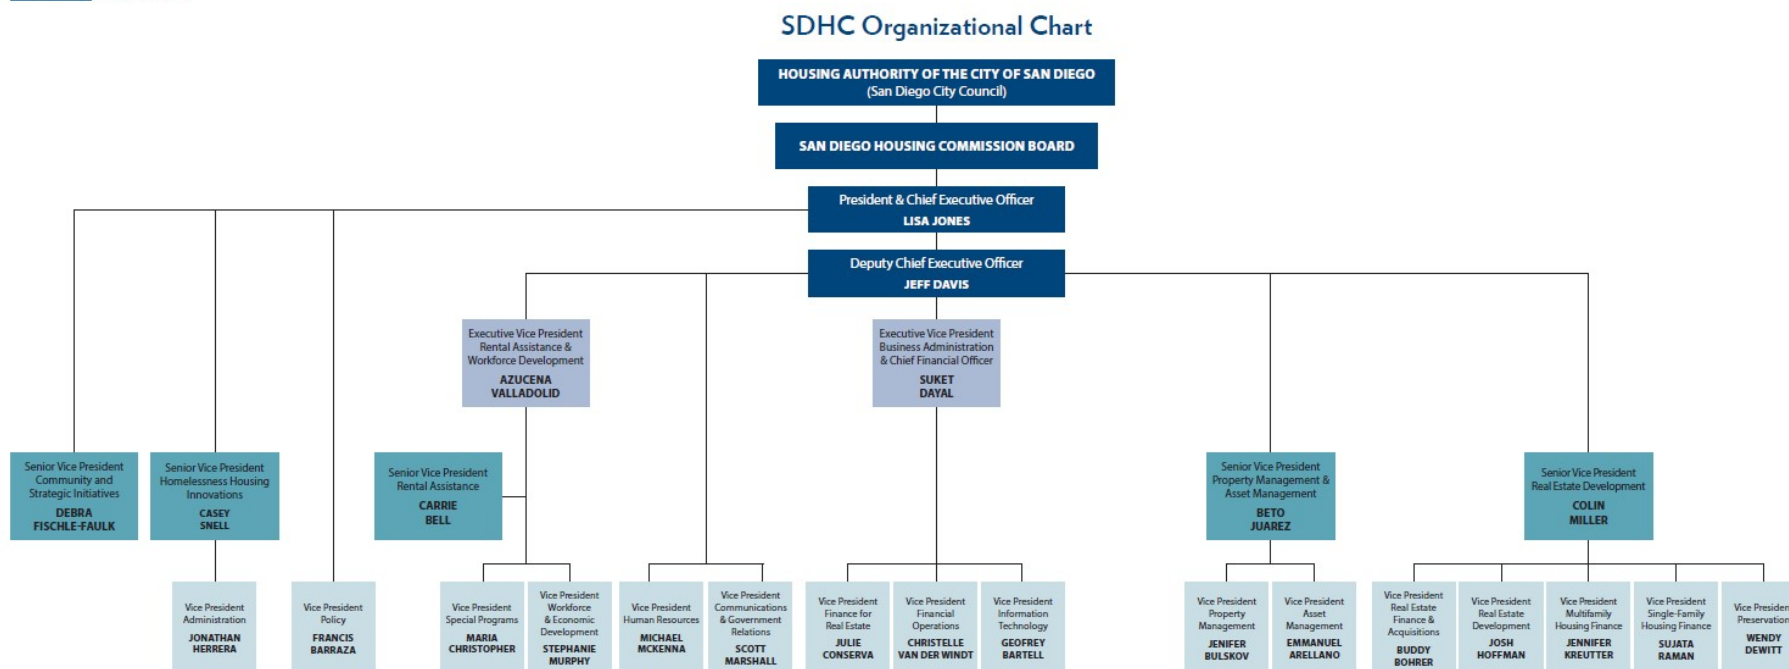 SDHC Organizational Chart
HOUSING AUTHORITY OF THE CITY OF SAN DIEGO
(San Diego City Council)
SAN DIEGO HOUSING COMMISSION BOARD
President & Chief Executive Officer
LISA JONES
Deputy Chief Executive Officer
JEFF DAVIS
Executive Vice President
Rental Assistance &
Workforce Development
AZUCENA
VALLADOLID
Executive Vice President
Business Administration
& Chief Financial Officer
SUKET
DAYAL
Senior Vice President
Community and
Strategic Initiatives
DEBRA
FISCHLE-FAULK
Senior Vice President
Homelessness Housing
Innovations
CASEY
SNELL
Senior Vice President
Rental Assistance
CARRIE
BELL
Senior Vice President
Property Management &
Asset Management
BETO
JUAREZ
Senior Vice President
Real Estate Development
COLIN
MILLER
Vice President
Administration
JONATHAN
HERRERA
Vice President
Policy
FRANCIS
BARRAZA
Vice President
Special Programs
MARIA
CHRISTOPHER
Vice President
Workforce
& Economic
Development
STEPHANIE
MURPHY
Vice President
Human Resources
MICHAEL
MCKENNA
Vice President
Communications
& Government
Relations
SCOTT
MARSHALL
Vice President
Finance for
Real Estate
JULIE
CONSERVA
Vice President
Financial
Operations
CHRISTELLE
VAN DER WINDT
Vice President
Information
Technology
GEOFREY
BARTELL
Vice President
Property
Management
JENIFER
BULSKOV
Vice President
Asset
Management
EMMANUEL
ARELLANO
Vice President
Real Estate
Finance &
Acquisitions
BUDDY
BOHRER
Vice President
Real Estate
Development
JOSH
HOFFMAN
Vice President
Multifamily
Housing Finance
JENNIFER
KREUTTER
Vice President
Single-Family
Housing Finance
SUJATA
RAMAN
Vice President
Preservation
WENDY
DEWITT